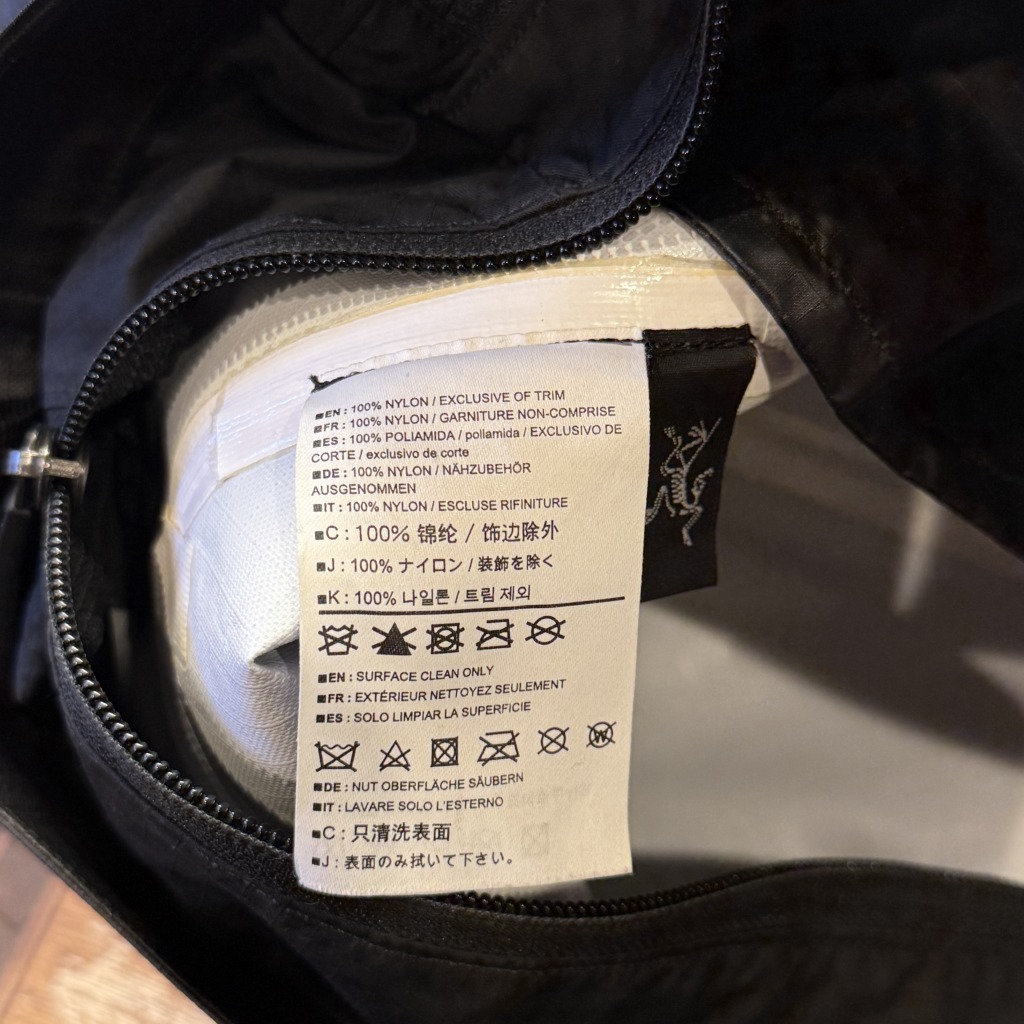 EN : 100% NYLON / EXCLUSIVE OF TRIM
FR : 100% NYLON / GARNITURE NON-COMPRISE
ES : 100% POLIAMIDA / poliamida / EXCLUSIVO DE
CORTE / exclusivo de corte
DE : 100% NYLON / NÄHZUBEHÖR
AUSGENOMMEN
IT : 100% NYLON / ESCLUSE RIFINITURE
C : 100% 锦纶 / 饰边除外
J : 100% ナイロン / 装飾を除く
K : 100% 나일론 / 트림 제외
EN : SURFACE CLEAN ONLY
FR : EXTÉRIEUR NETTOYEZ SEULEMENT
ES : SOLO LIMPIAR LA SUPERFICIE
W
DE : NUT OBERFLÄCHE SÄUBERN
IT : LAVARE SOLO L'ESTERNO
C : 只清洗表面
J : 表面のみ拭いて下さい。